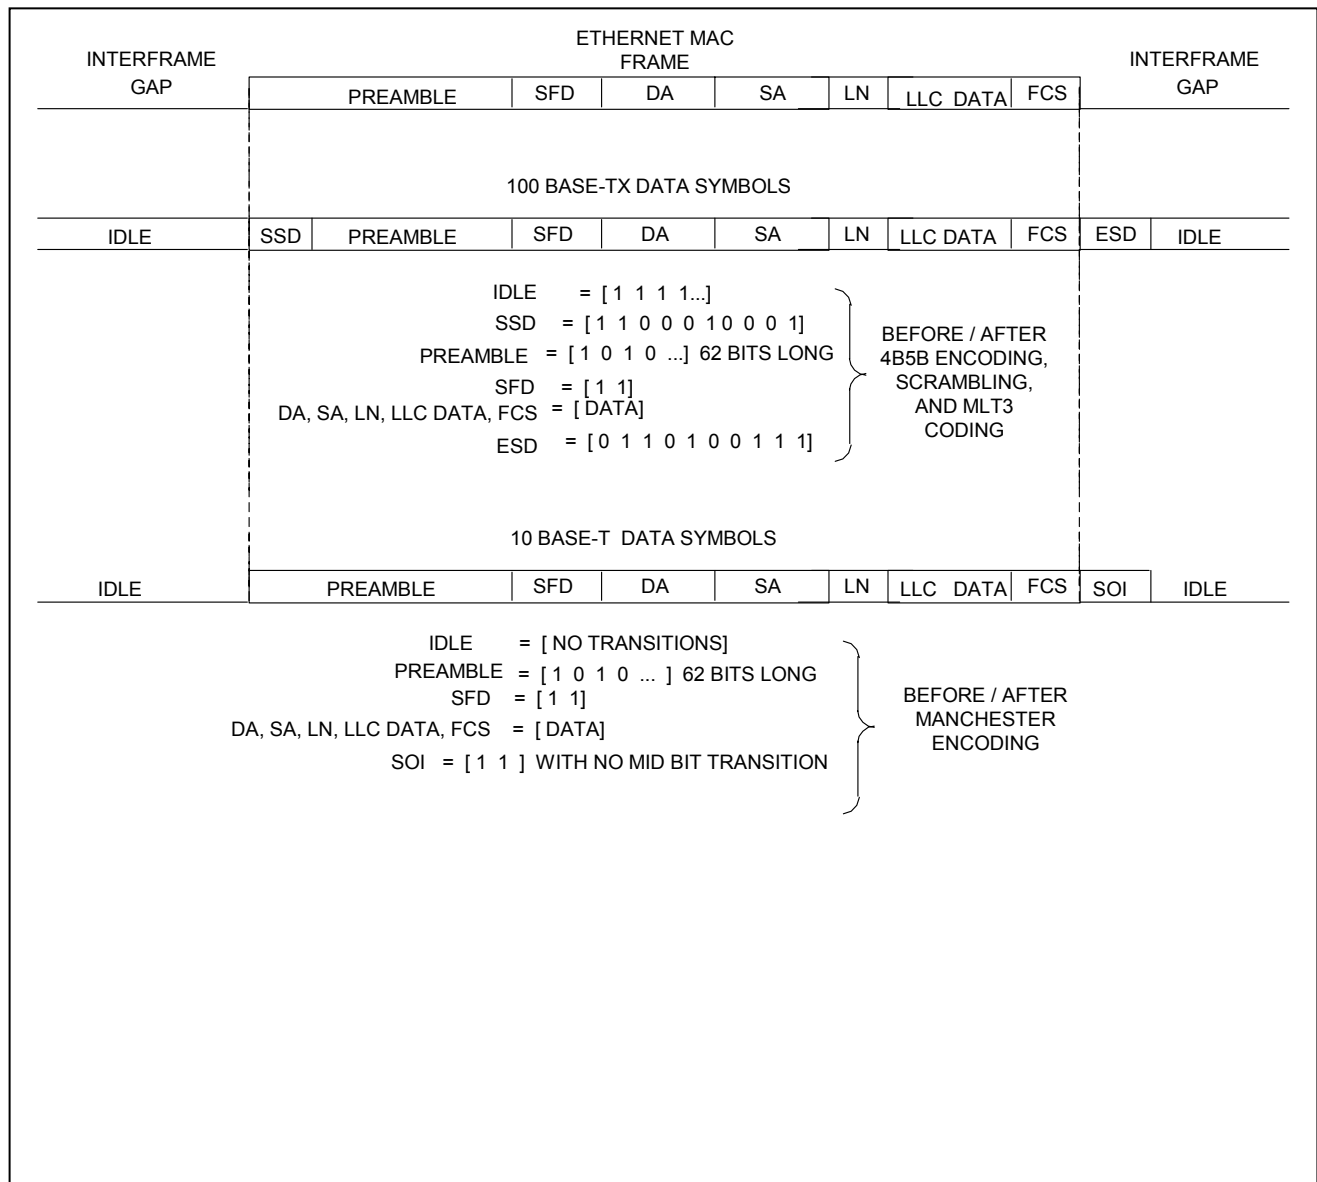 ETHERNET MAC
FRAME
INTERFRAME
GAP
INTERFRAME
GAP
PREAMBLE SFD DA SA LN LLC DATA FCS
100 BASE-TX DATA SYMBOLS
IDLE SSD PREAMBLE SFD DA SA LN LLC DATA FCS ESD IDLE
IDLE = [ 1 1 1 1...]
SSD = [ 1 1 0 0 0 1 0 0 0 1]
PREAMBLE = [ 1 0 1 0 ...] 62 BITS LONG
SFD = [ 1 1]
DA, SA, LN, LLC DATA, FCS = [ DATA]
ESD = [ 0 1 1 0 1 0 0 1 1 1]
BEFORE / AFTER
4B5B ENCODING,
SCRAMBLING,
AND MLT3
CODING
10 BASE-T DATA SYMBOLS
IDLE PREAMBLE SFD DA SA LN LLC DATA FCS SOI IDLE
IDLE = [ NO TRANSITIONS]
PREAMBLE = [ 1 0 1 0 ... ] 62 BITS LONG
SFD = [ 1 1]
DA, SA, LN, LLC DATA, FCS = [ DATA]
SOI = [ 1 1 ] WITH NO MID BIT TRANSITION
BEFORE / AFTER
MANCHESTER
ENCODING